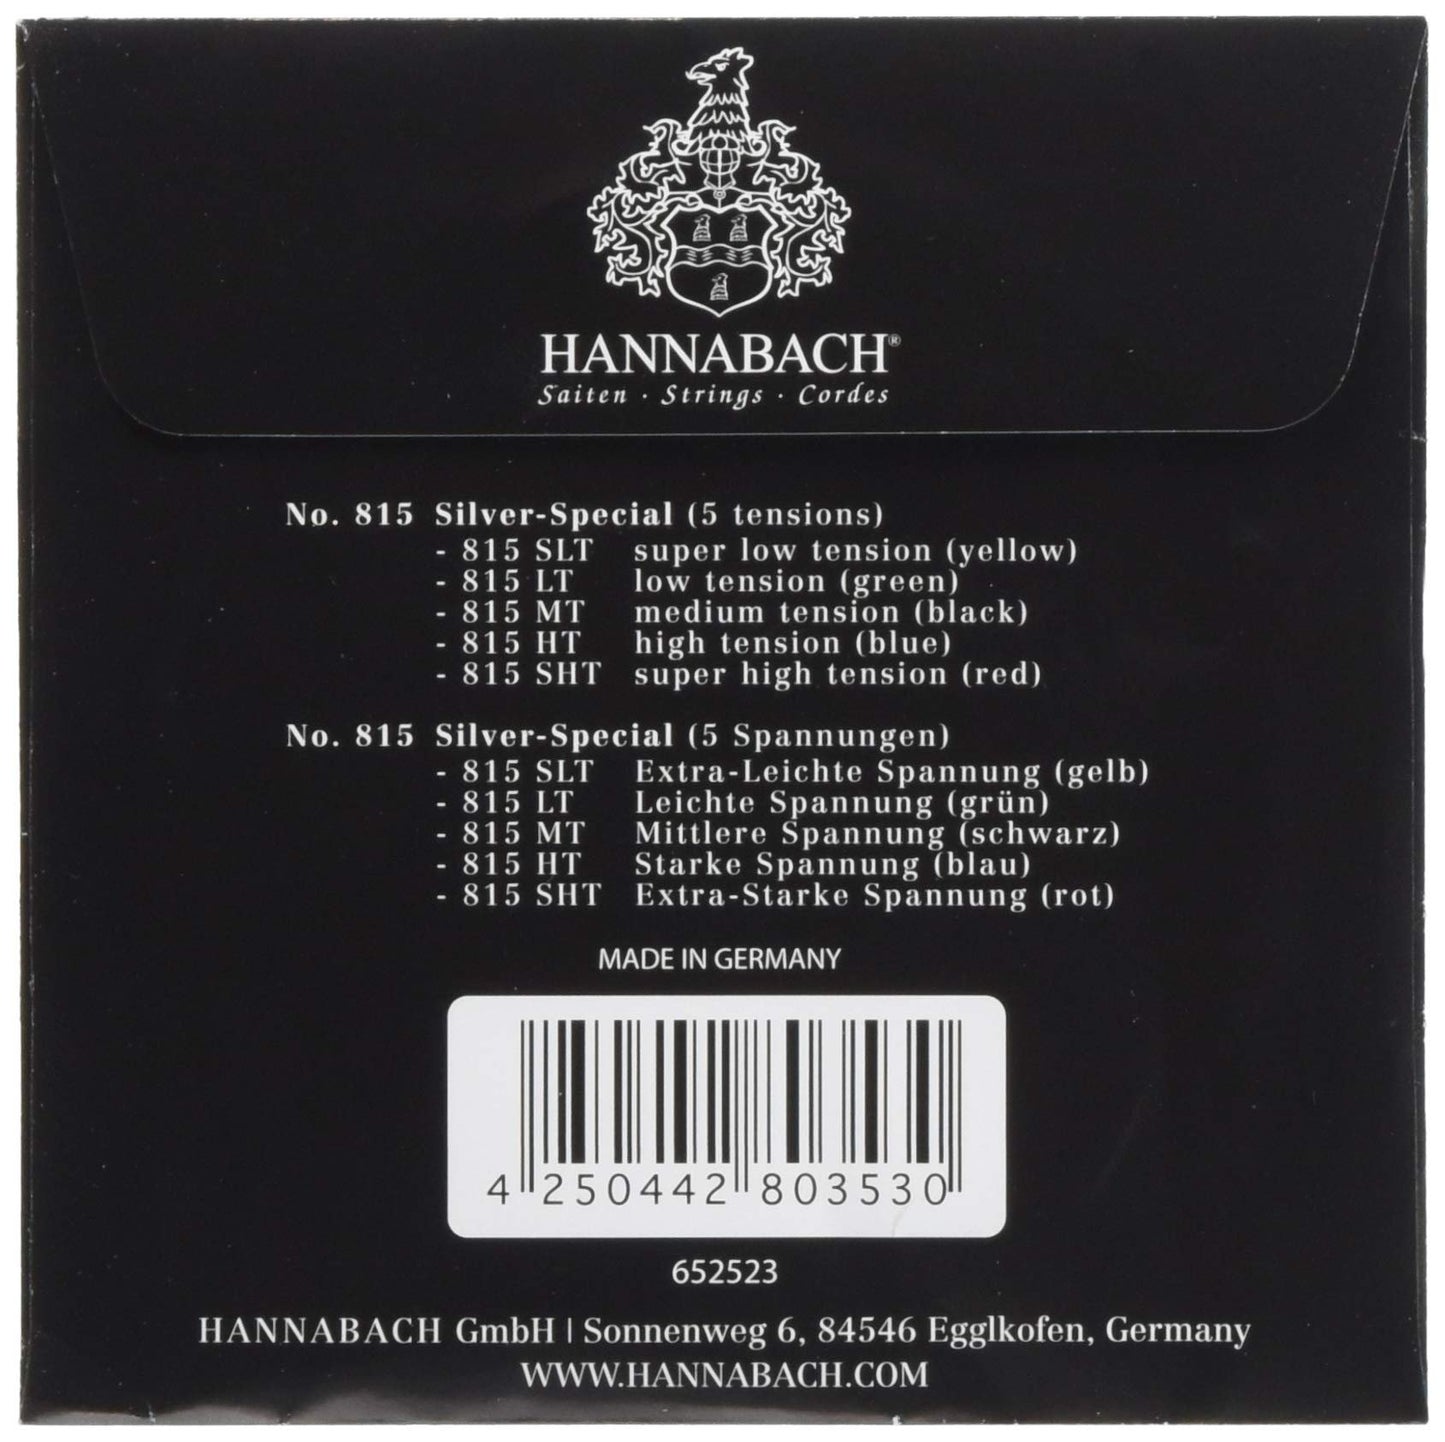 HANNABACH®
Saiten · Strings · Cordes
No. 815 Silver-Special (5 tensions)
- 815 SLT super low tension (yellow)
- 815 LT low tension (green)
- 815 MT medium tension (black)
- 815 HT high tension (blue)
- 815 SHT super high tension (red)
No. 815 Silver-Special (5 Spannungen)
- 815 SLT Extra-Leichte Spannung (gelb)
- 815 LT Leichte Spannung (grün)
- 815 MT Mittlere Spannung (schwarz)
- 815 HT Starke Spannung (blau)
- 815 SHT Extra-Starke Spannung (rot)
MADE IN GERMANY
4 250442 803530
652523
HANNABACH GmbH | Sonnenweg 6, 84546 Egglkofen, Germany
WWW.HANNABACH.COM